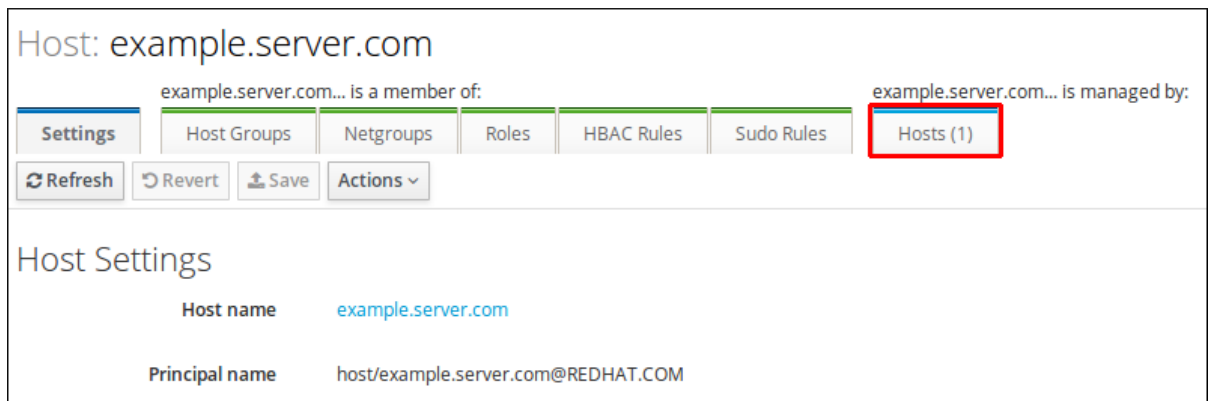 Host: example.server.com
example.server.com... is a member of: example.server.com... is managed by:
Settings Host Groups Netgroups Roles HBAC Rules Sudo Rules Hosts (1)
Refresh Revert Save Actions
Host Settings
Host name example.server.com
Principal name host/example.server.com@REDHAT.COM